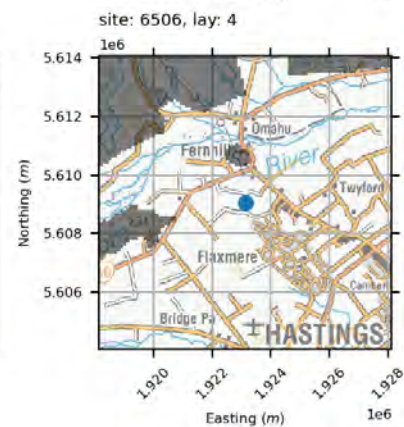 site: 6506, lay: 4
1e6
5.614
5.612
5.610
5.608
5.606
Northing (m)
Omahu
Fernhill
River
Twyford
Flaxmere
Bridge Pa
HASTINGS
1.920
1.922
1.924
1.926
1.928
1e6
Easting (m)